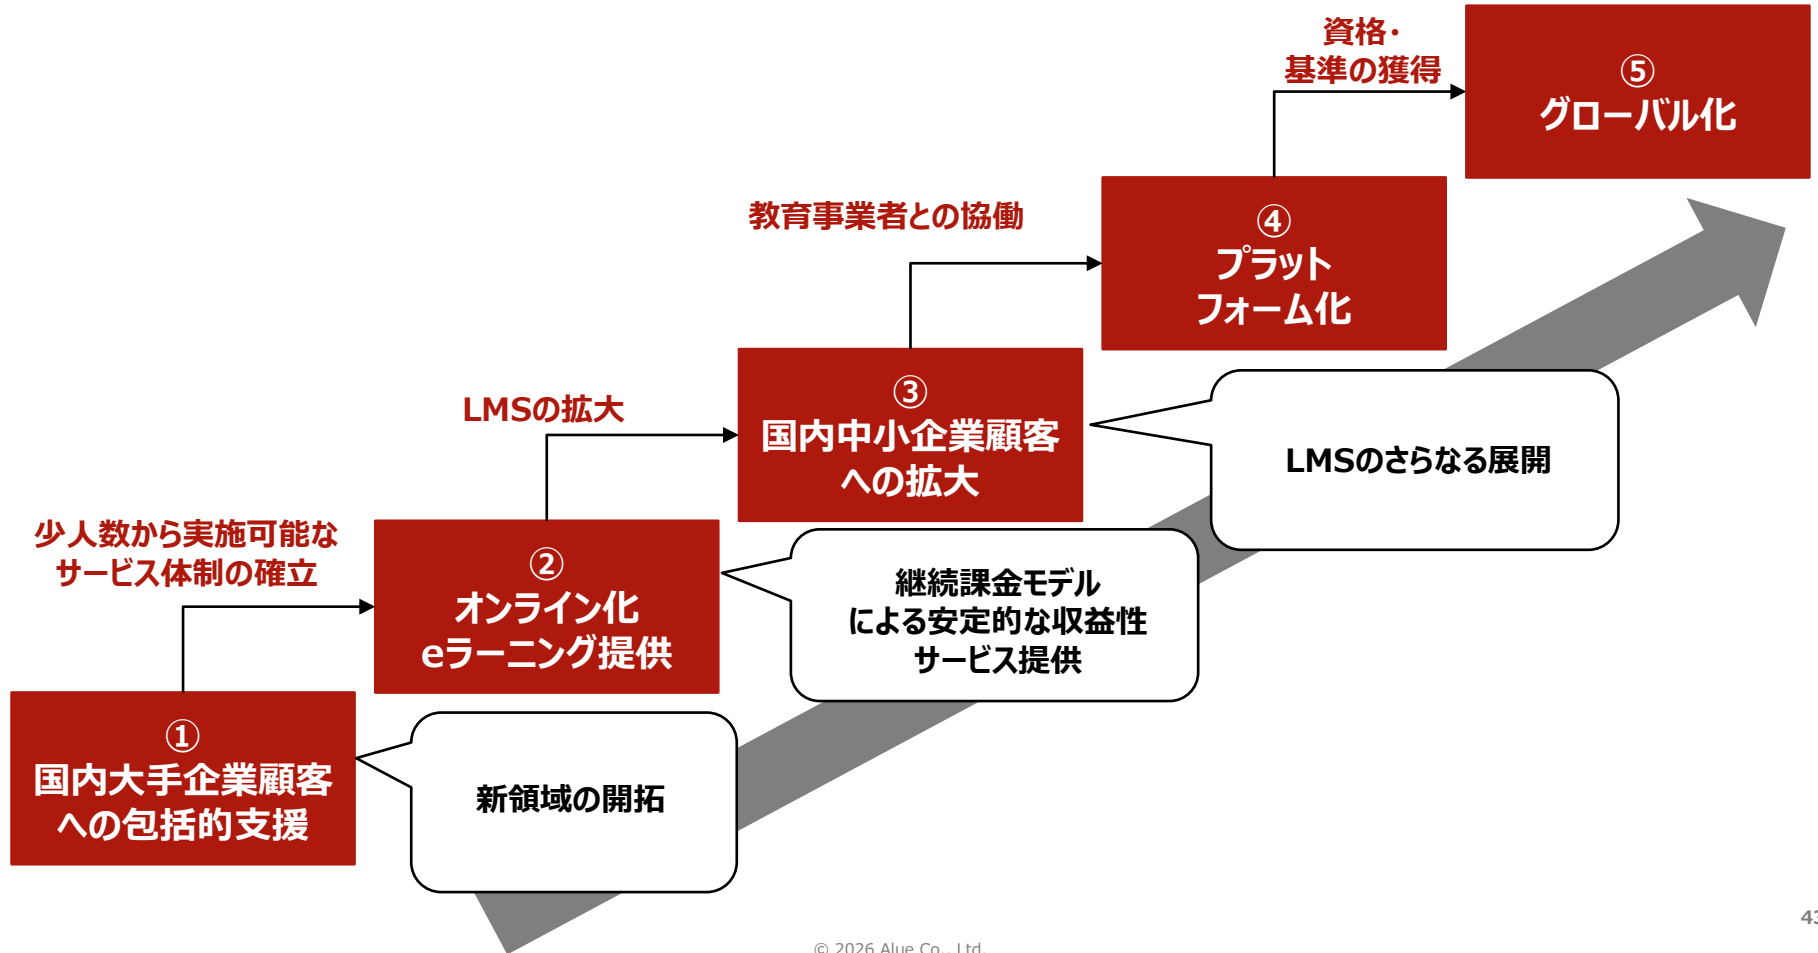 資格・
基準の獲得
⑤
グローバル化
教育事業者との協働
④
プラット
フォーム化
LMSの拡大
③
国内中小企業顧客
への拡大
LMSのさらなる展開
少人数から実施可能な
サービス体制の確立
②
オンライン化
eラーニング提供
継続課金モデル
による安定的な収益性
サービス提供
①
国内大手企業顧客
への包括的支援
新領域の開拓
43
© 2026 Alue Co., Ltd.